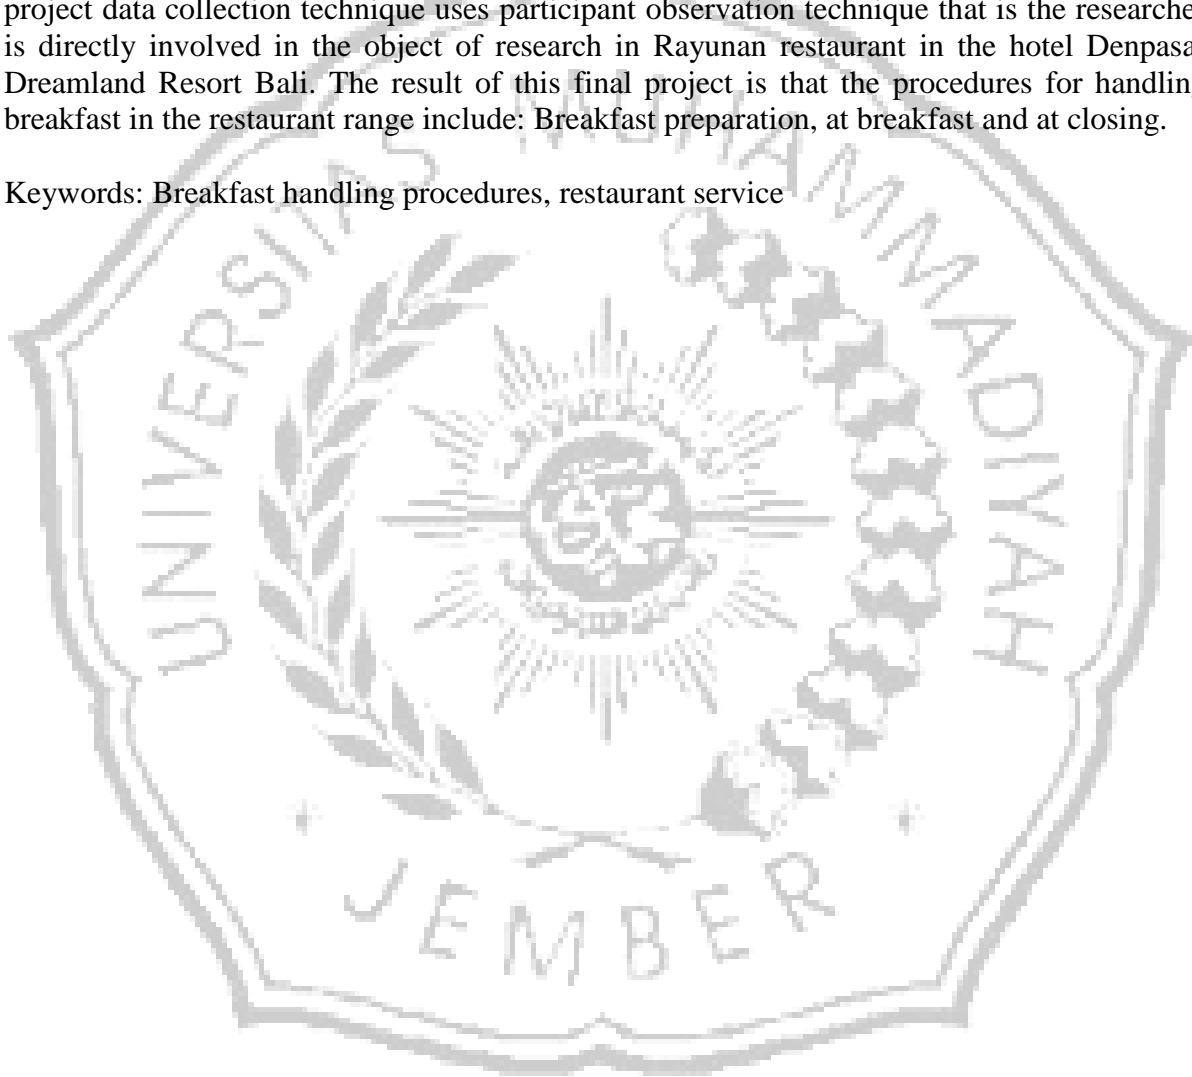 project data collection technique uses participant observation technique that is the researche
is directly involved in the object of research in Rayunan restaurant in the hotel Denpasa
Dreamland Resort Bali. The result of this final project is that the procedures for handlin
breakfast in the restaurant range include: Breakfast preparation, at breakfast and at closing.
Keywords: Breakfast handling procedures, restaurant service
UNIVERSITAS MUHAMMADIYAH
JEMBER